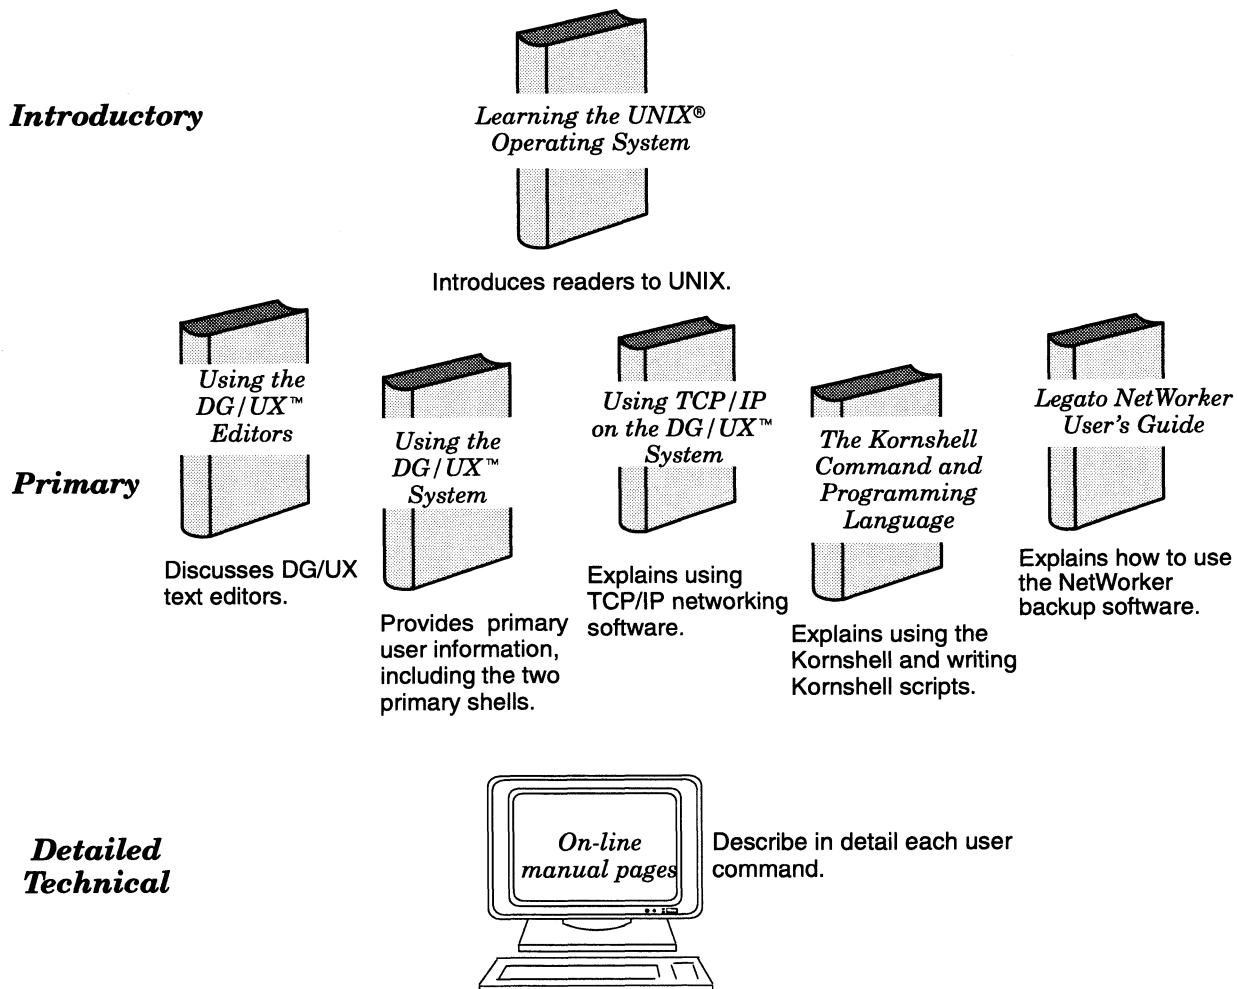 Introductory
Learning the UNIX®
Operating System
Introduces readers to UNIX.
Primary
Using the
DG/UX™
Editors
Discusses DG/UX
text editors.
Using the
DG/UX™
System
Provides primary
user information,
including the two
primary shells.
Using TCP/IP
on the DG/UX™
System
Explains using
TCP/IP networking
software.
The Kornshell
Command and
Programming
Language
Explains using the
Kornshell and writing
Kornshell scripts.
Legato NetWorker
User's Guide
Explains how to use
the NetWorker
backup software.
Detailed
Technical
On-line
manual pages
Describe in detail each user
command.